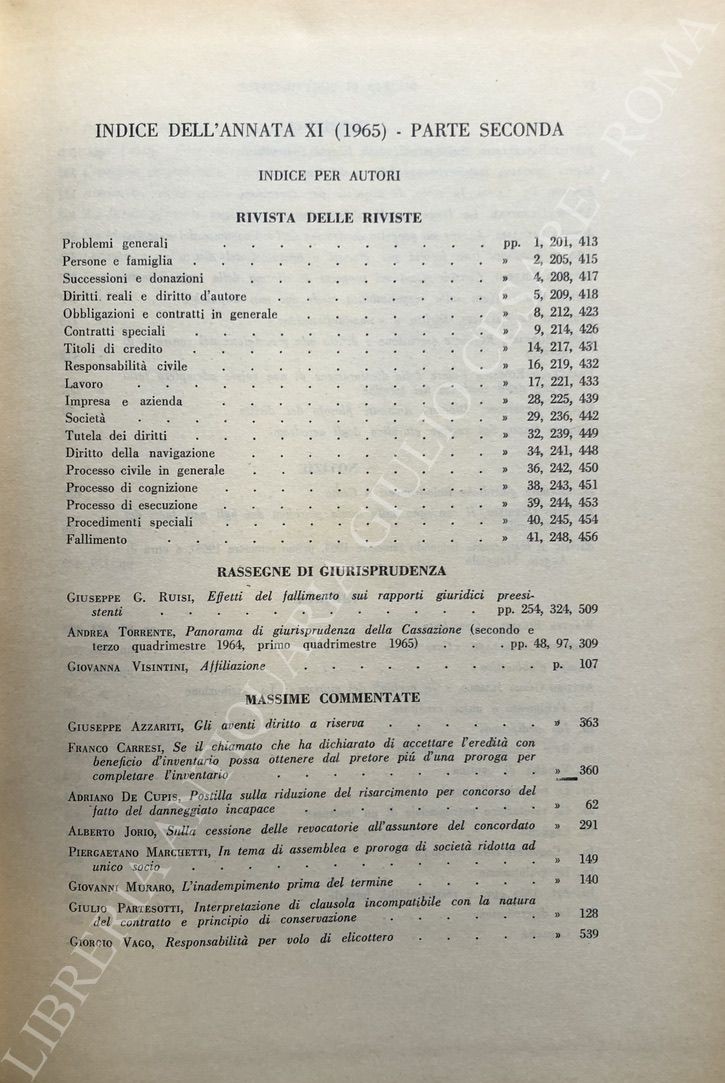 INDICE DELL'ANNATA XI (1965) - PARTE SECONDA
INDICE PER AUTORI
RIVISTA DELLE RIVISTE
Problemi generali . . . . . . . . . . pp. 1, 201, 413
Persone e famiglia . . . . . . . . . . » 2, 205, 415
Successioni e donazioni . . . . . . . . . » 4, 208, 417
Diritti reali e diritto d'autore . . . . . . . . » 5, 209, 418
Obbligazioni e contratti in generale . . . . . . . » 8, 212, 423
Contratti speciali . . . . . . . . . . » 9, 214, 426
Titoli di credito . . . . . . . . . . » 14, 217, 431
Responsabilità civile . . . . . . . . . . » 16, 219, 432
Lavoro . . . . . . . . . . . . » 17, 221, 433
Impresa e azienda . . . . . . . . . . » 28, 225, 439
Società . . . . . . . . . . . . » 29, 236, 442
Tutela dei diritti . . . . . . . . . . » 32, 239, 449
Diritto della navigazione . . . . . . . . . » 34, 241, 448
Processo civile in generale . . . . . . . . » 36, 242, 450
Processo di cognizione . . . . . . . . . » 38, 243, 451
Processo di esecuzione . . . . . . . . . » 39, 244, 453
Procedimenti speciali . . . . . . . . . . » 40, 245, 454
Fallimento . . . . . . . . . . . » 41, 248, 456
RASSEGNE DI GIURISPRUDENZA
GIUSEPPE G. RUISI, Effetti del fallimento sui rapporti giuridici preesi-
stenti . . . . . . . . . . . . pp. 254, 324, 509
ANDREA TORRENTE, Panorama di giurisprudenza della Cassazione (secondo e
terzo quadrimestre 1964, primo quadrimestre 1965) . . . pp. 48, 97, 309
GIOVANNA VISINTINI, Affiliazione . . . . . . . . p. 107
MASSIME COMMENTATE
GIUSEPPE AZZARITI, Gli aventi diritto a riserva . . . . . . » 363
FRANCO CARRESI, Se il chiamato che ha dichiarato di accettare l'eredità con
beneficio d'inventario possa ottenere dal pretore piú d'una proroga per
completare l'inventario . . . . . . . . . . » 360
ADRIANO DE CUPIS, Postilla sulla riduzione del risarcimento per concorso del
fatto del danneggiato incapace . . . . . . . . » 62
ALBERTO JORIO, Sulla cessione delle revocatorie all'assuntore del concordato » 291
PIERGAETANO MARCHETTI, In tema di assemblea e proroga di società ridotta ad
unico socio . . . . . . . . . . . . » 149
GIOVANNI MURARO, L'inadempimento prima del termine . . . . . » 140
GIULIO PARTESOTTI, Interpretazione di clausola incompatibile con la natura
del contratto e principio di conservazione . . . . . » 128
GIORGIO VAGO, Responsabilità per volo di elicottero . . . . . » 539
LIBRERIA ANTIQUARIA GIULIO CESARE - ROMA